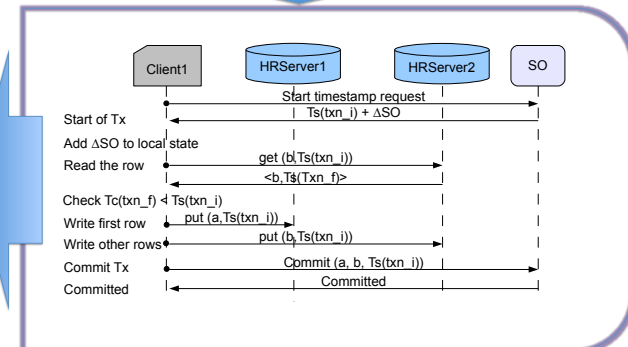 Client1
HRServer1
HRServer2
SO
Start timestamp request
Start of Tx
Ts(txn_i) + ΔSO
Add ΔSO to local state
Read the row
get (b,Ts(txn_i))
<b,Ts(Txn_f)>
Check Tc(txn_f) < Ts(txn_i)
Write first row
put (a,Ts(txn_i))
Write other rows
put (b,Ts(txn_i))
Commit Tx
Commit (a, b, Ts(txn_i))
Committed
Committed